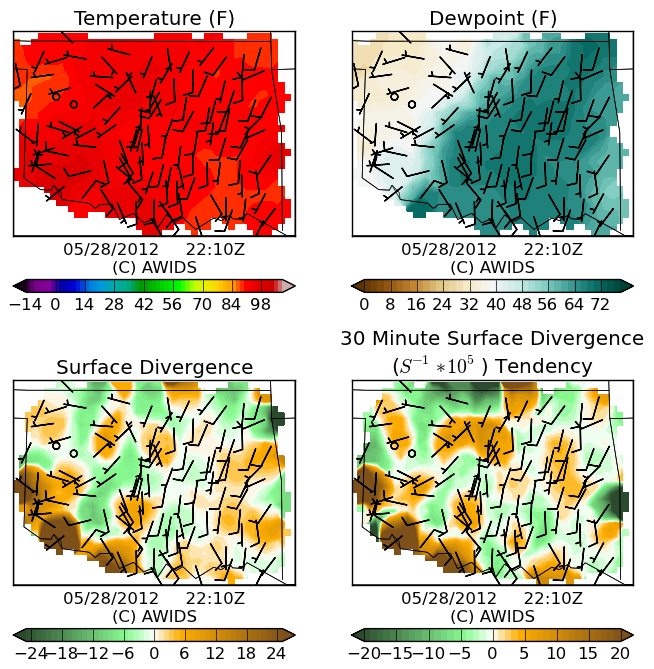 Temperature (F)
Dewpoint (F)
05/28/2012 22:10Z
(C) AWIDS
05/28/2012 22:10Z
(C) AWIDS
−14 0 14 28 42 56 70 84 98
0 8 16 24 32 40 48 56 64 72
Surface Divergence
30 Minute Surface Divergence
(S⁻¹ *10⁵ ) Tendency
05/28/2012 22:10Z
(C) AWIDS
05/28/2012 22:10Z
(C) AWIDS
−24 −18 −12 −6 0 6 12 18 24
−20 −15 −10 −5 0 5 10 15 20